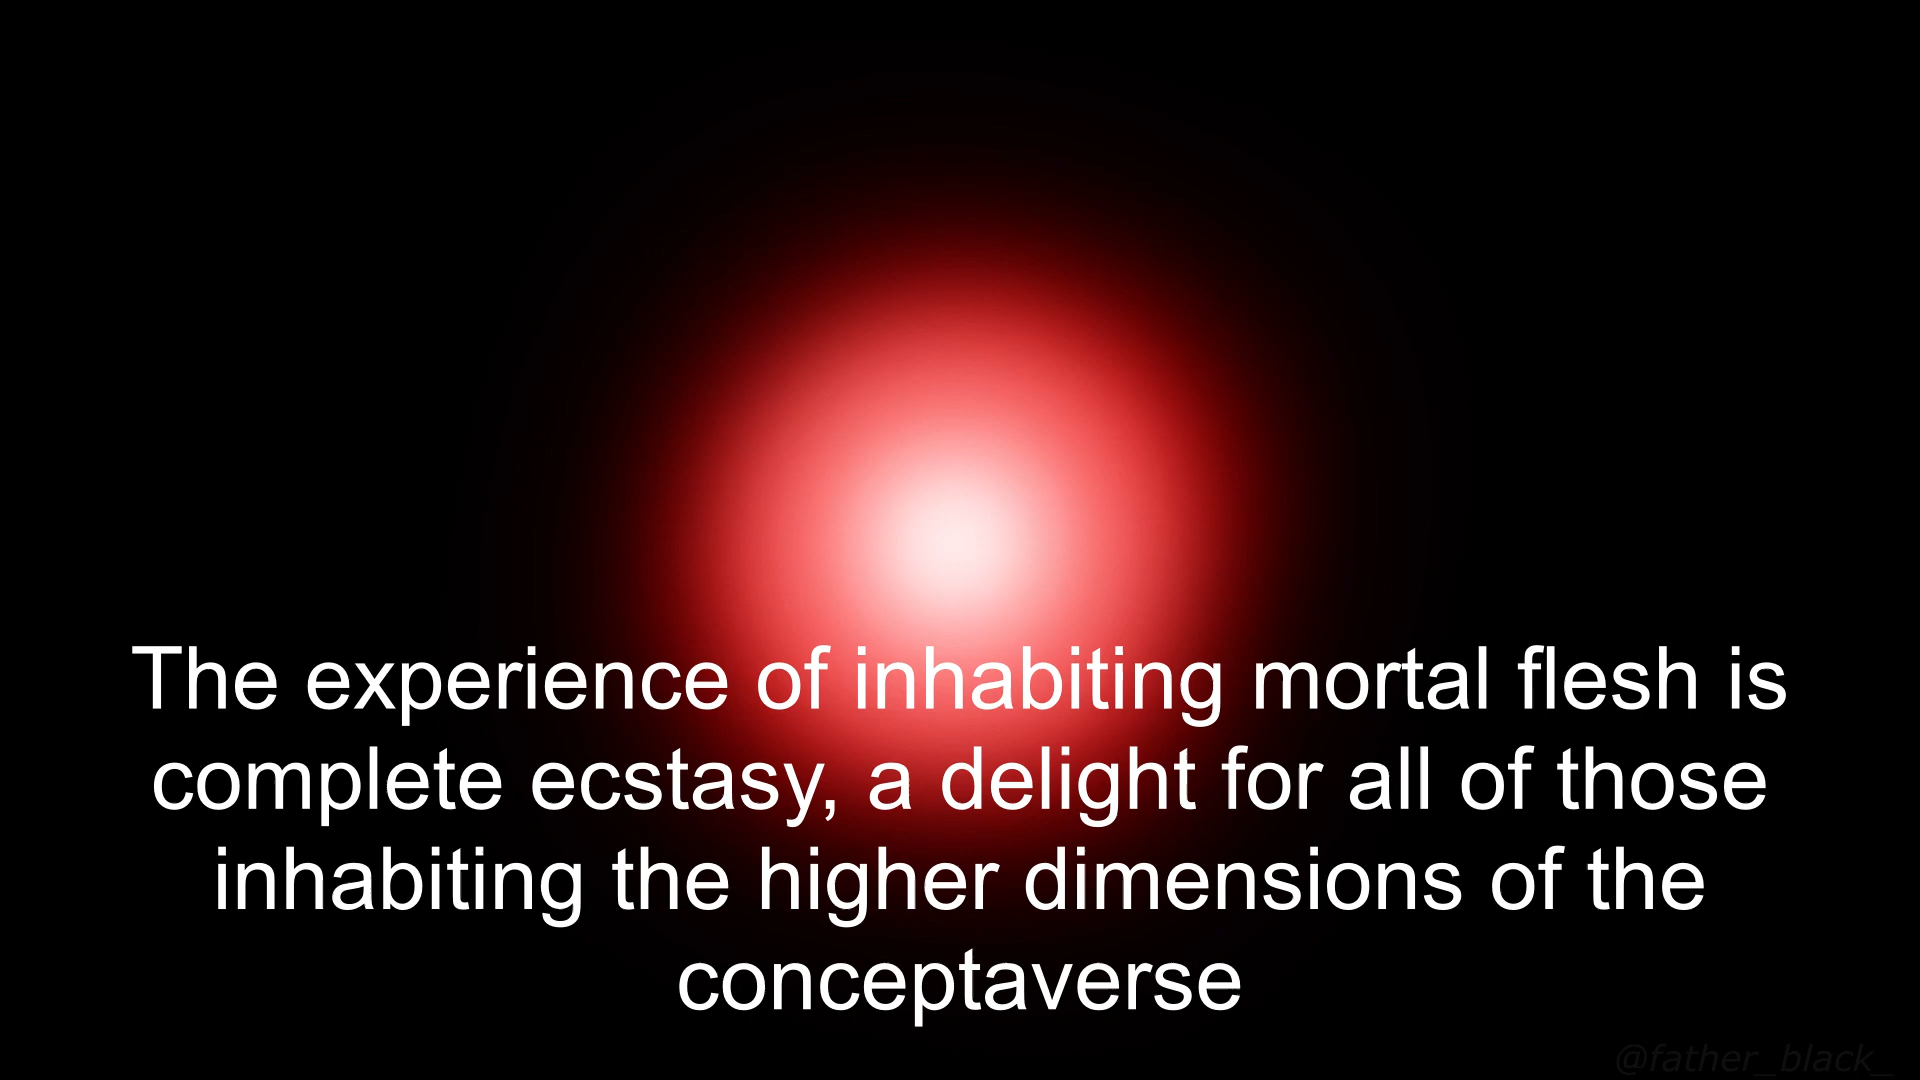 The experience of inhabiting mortal flesh is
complete ecstasy, a delight for all of those
inhabiting the higher dimensions of the
conceptaverse
@father_black_